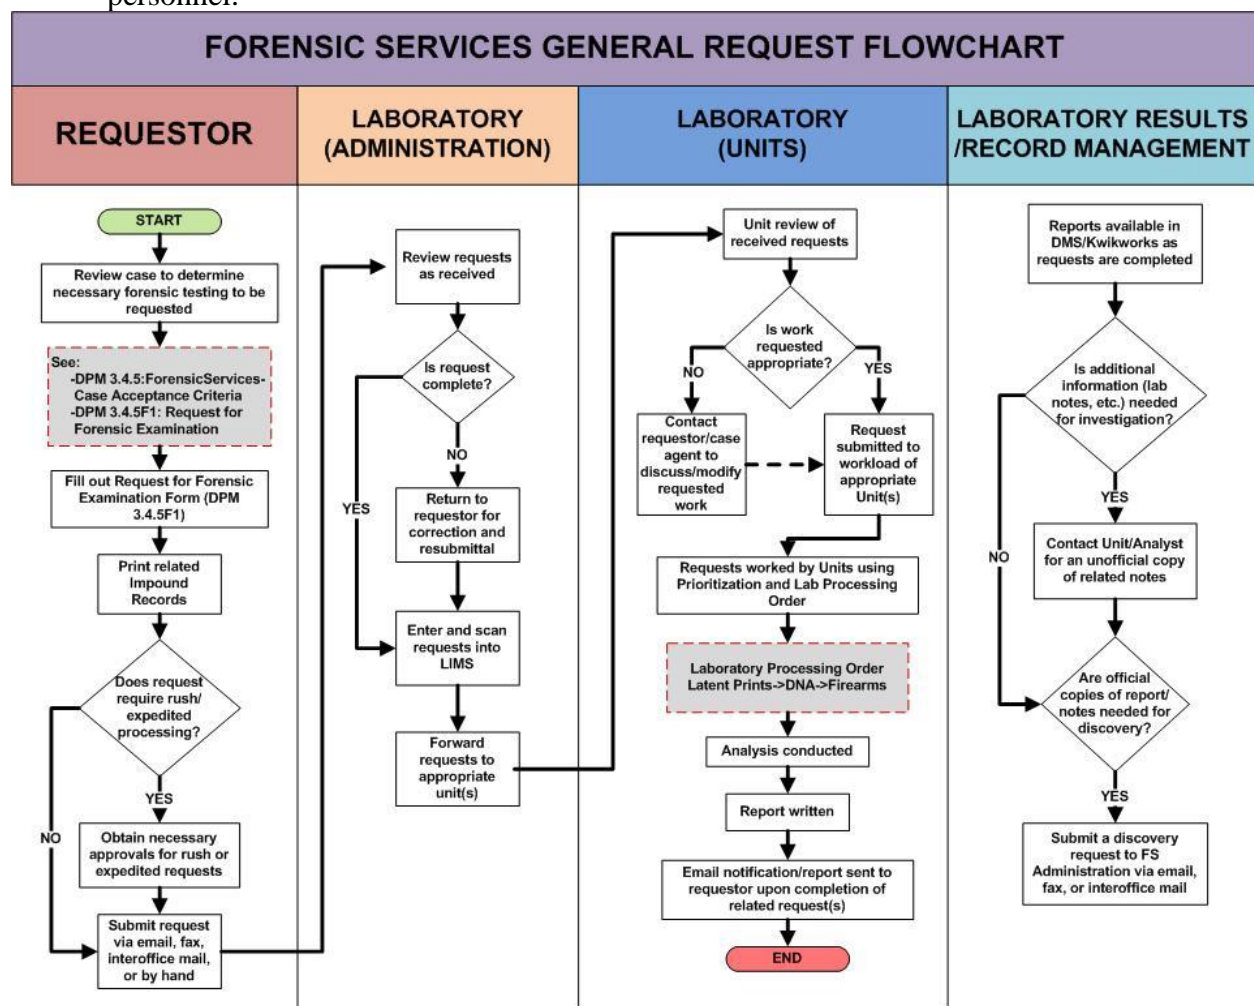 personnel.
FORENSIC SERVICES GENERAL REQUEST FLOWCHART
REQUESTOR
LABORATORY
(ADMINISTRATION)
LABORATORY
(UNITS)
LABORATORY RESULTS
/RECORD MANAGEMENT
START
Review case to determine
necessary forensic testing to be
requested
See:
-DPM 3.4.5:ForensicServices-
Case Acceptance Criteria
-DPM 3.4.5F1: Request for
Forensic Examination
Fill out Request for Forensic
Examination Form (DPM
3.4.5F1)
Print related
Impound
Records
Does request
require rush/
expedited
processing?
YES
NO
Obtain necessary
approvals for rush or
expedited requests
Submit request
via email, fax,
interoffice mail,
or by hand
Review requests
as received
Is request
complete?
NO
YES
Return to
requestor for
correction and
resubmittal
Enter and scan
requests into
LIMS
Forward
requests to
appropriate
unit(s)
Unit review of
received requests
Is work
requested
appropriate?
NO
YES
Contact
requestor/case
agent to
discuss/modify
requested
work
Request
submitted to
workload of
appropriate
Unit(s)
Requests worked by Units using
Prioritization and Lab Processing
Order
Laboratory Processing Order
Latent Prints->DNA->Firearms
Analysis conducted
Report written
Email notification/report sent to
requestor upon completion of
related request(s)
END
Reports available in
DMS/Kwikworks as
requests are completed
Is additional
information (lab
notes, etc.) needed
for investigation?
YES
NO
Contact Unit/Analyst
for an unofficial copy
of related notes
Are official
copies of report/
notes needed for
discovery?
YES
Submit a discovery
request to FS
Administration via email,
fax, or interoffice mail